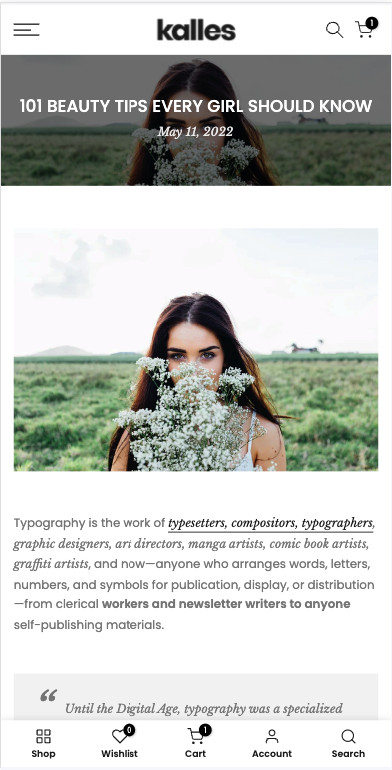 kalles
1
101 BEAUTY TIPS EVERY GIRL SHOULD KNOW
May 11, 2022
Typography is the work of typesetters, compositors, typographers,
graphic designers, art directors, manga artists, comic book artists,
graffiti artists, and now—anyone who arranges words, letters,
numbers, and symbols for publication, display, or distribution
—from clerical workers and newsletter writers to anyone
self-publishing materials.
“ Until the Digital Age, typography was a specialized
0
1
Shop Wishlist Cart Account Search